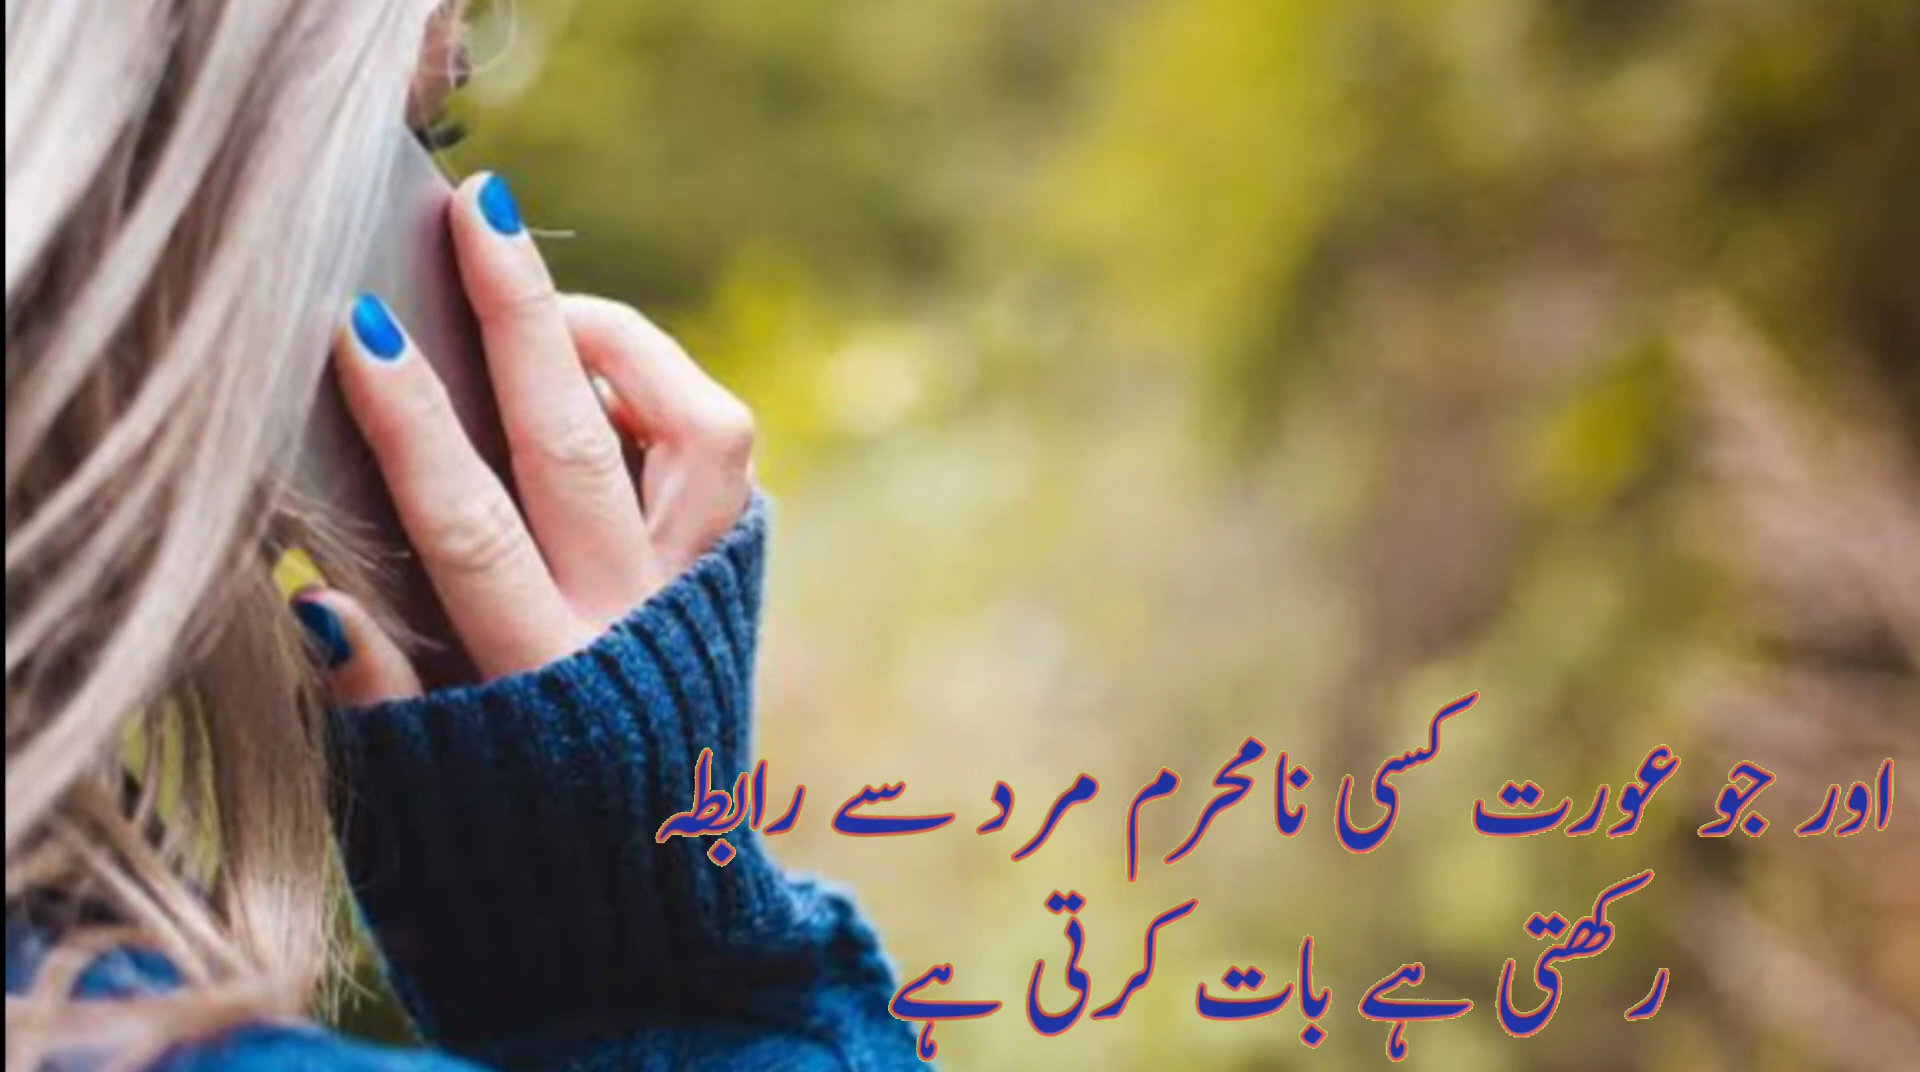 اور جو عورت کسی نامحرم مرد سے رابطہ
رکھتی ہے بات کرتی ہے